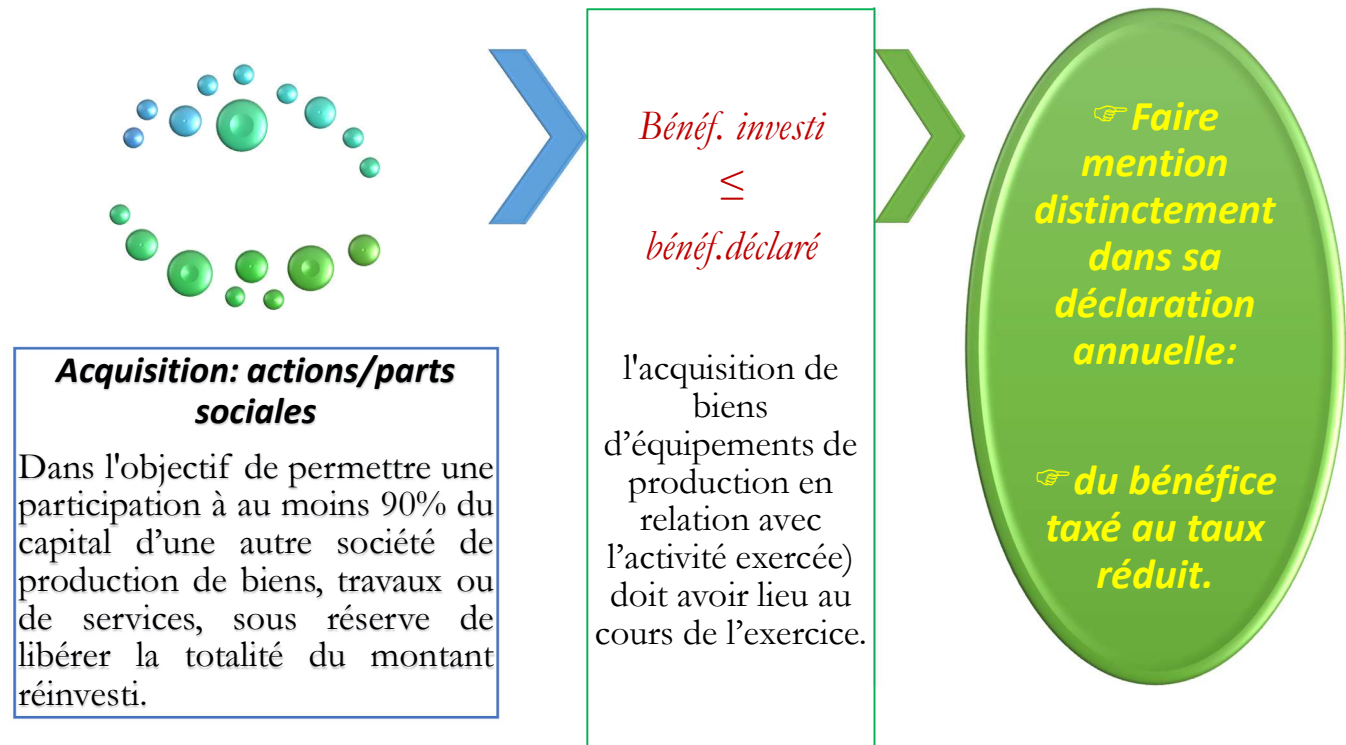 Acquisition: actions/parts
sociales
Dans l'objectif de permettre une
participation à au moins 90% du
capital d'une autre société de
production de biens, travaux ou
de services, sous réserve de
libérer la totalité du montant
réinvesti.
Bénéf. investi
≤
bénéf.déclaré
l'acquisition de
biens
d'équipements de
production en
relation avec
l'activité exercée)
doit avoir lieu au
cours de l'exercice.
☞Faire
mention
distinctement
dans sa
déclaration
annuelle:
☞du bénéfice
taxé au taux
réduit.